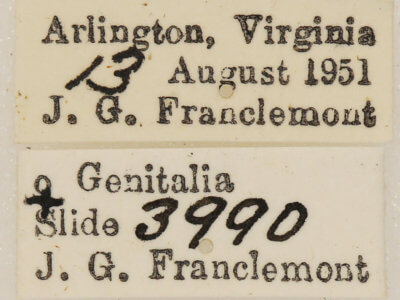 Arlington, Virginia
13 August 1951
J. G. Franclemont
♀ Genitalia
Slide 3990
J. G. Franclemont